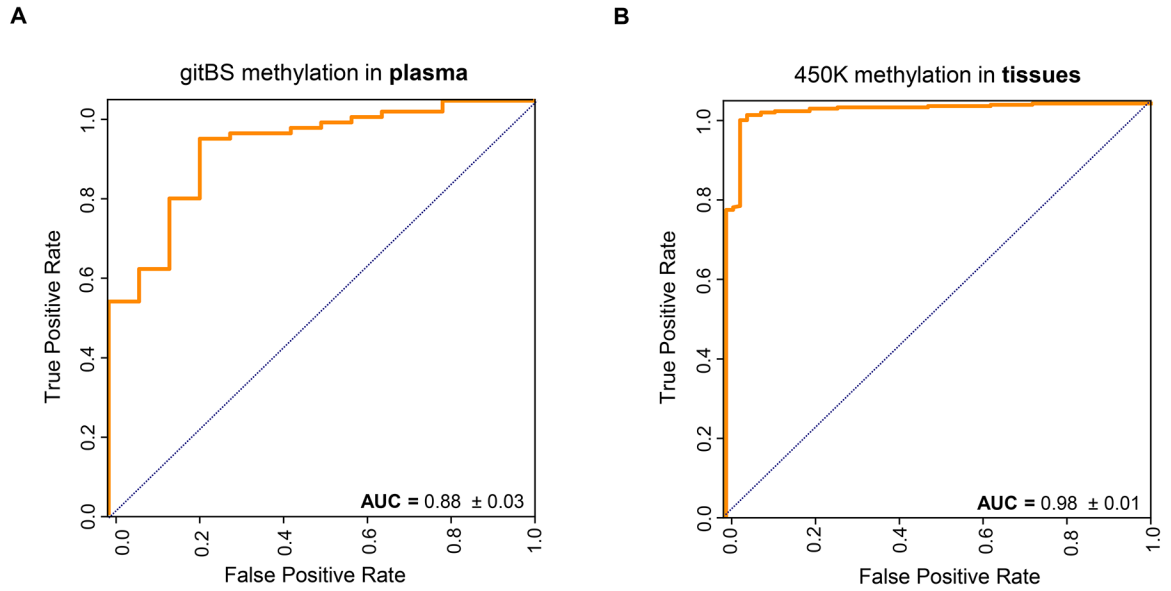 A
gitBS methylation in plasma
True Positive Rate
1.0
0.8
0.6
0.4
0.2
0.0
AUC = 0.88 ± 0.03
0.0 0.2 0.4 0.6 0.8 1.0
False Positive Rate
B
450K methylation in tissues
True Positive Rate
1.0
0.8
0.6
0.4
0.2
0.0
AUC = 0.98 ± 0.01
0.0 0.2 0.4 0.6 0.8 1.0
False Positive Rate